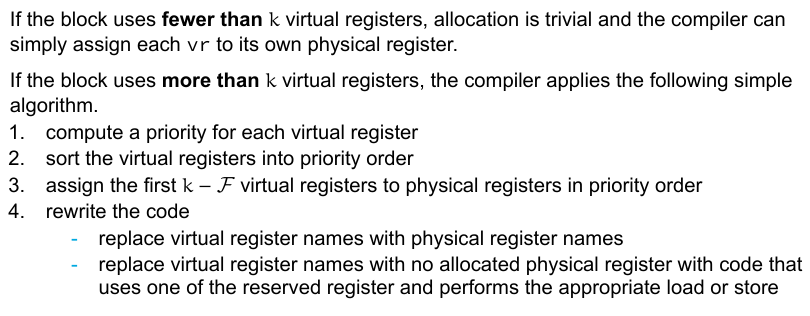 If the block uses fewer than k virtual registers, allocation is trivial and the compiler can
simply assign each vr to its own physical register.
If the block uses more than k virtual registers, the compiler applies the following simple
algorithm.
1. compute a priority for each virtual register
2. sort the virtual registers into priority order
3. assign the first k – ℱ virtual registers to physical registers in priority order
4. rewrite the code
- replace virtual register names with physical register names
- replace virtual register names with no allocated physical register with code that
uses one of the reserved register and performs the appropriate load or store